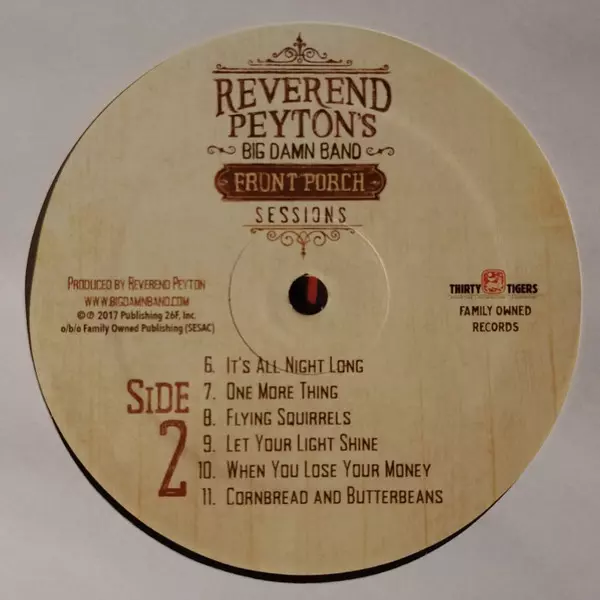 REVEREND
PEYTON'S
BIG DAMN BAND
FRONT PORCH
SESSIONS
PRODUCED BY REVEREND PEYTON
WWW.BIGDAMNBAND.COM
©℗ 2017 Publishing 26F, Inc.
o/b/o Family Owned Publishing (SESAC)
THIRTY TIGERS
FAMILY OWNED
RECORDS
SIDE
2
6. IT'S ALL NIGHT LONG
7. ONE MORE THING
8. FLYING SQUIRRELS
9. LET YOUR LIGHT SHINE
10. WHEN YOU LOSE YOUR MONEY
11. CORNBREAD AND BUTTERBEANS